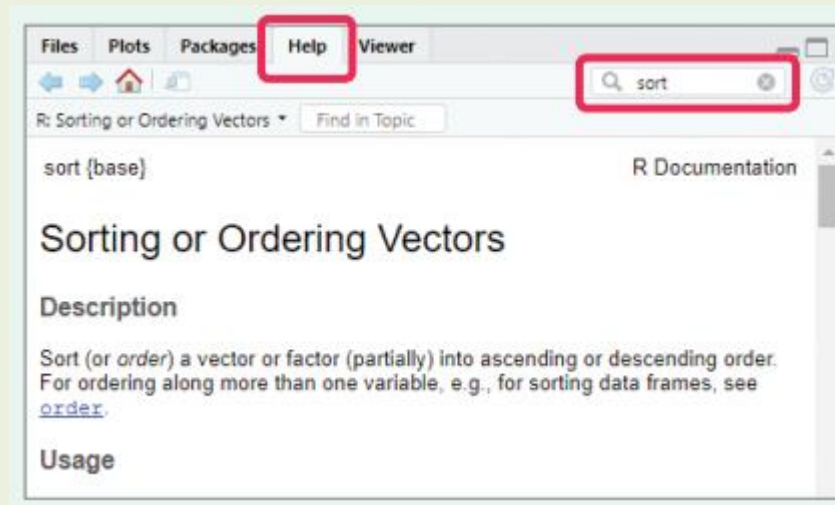 Files Plots Packages Help Viewer
sort
R: Sorting or Ordering Vectors Find in Topic
sort {base} R Documentation
Sorting or Ordering Vectors
Description
Sort (or order) a vector or factor (partially) into ascending or descending order.
For ordering along more than one variable, e.g., for sorting data frames, see
order.
Usage